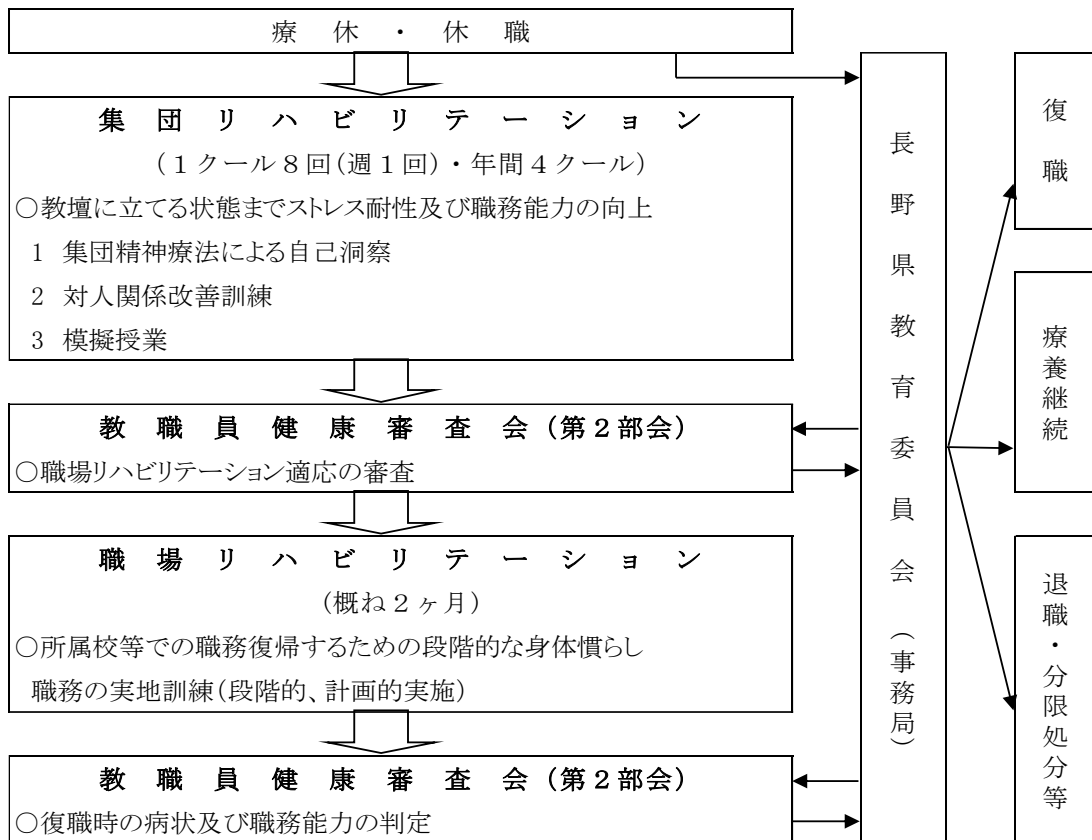 療休・休職
集団リハビリテーション
(1クール8回(週1回)・年間4クール)
○教壇に立てる状態までストレス耐性及び職務能力の向上
1 集団精神療法による自己洞察
2 対人関係改善訓練
3 模擬授業
教職員健康審査会(第2部会)
○職場リハビリテーション適応の審査
職場リハビリテーション
(概ね2ヶ月)
○所属校等での職務復帰するための段階的な身体慣らし
職務の実地訓練(段階的、計画的実施)
教職員健康審査会(第2部会)
○復職時の病状及び職務能力の判定
長野県教育委員会(事務局)
復職
療養継続
退職・分限処分等